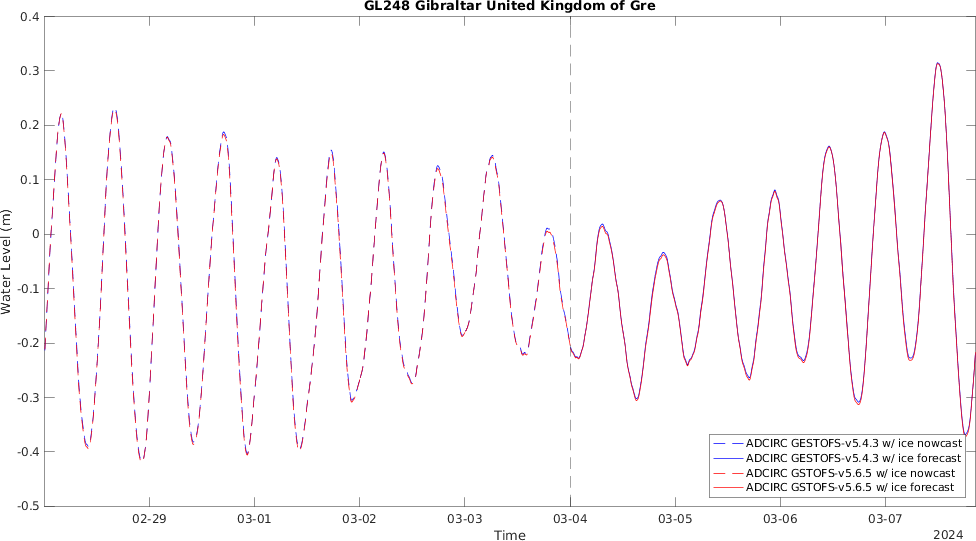 GL248 Gibraltar United Kingdom of Gre
0.4
0.3
0.2
0.1
0
-0.1
-0.2
-0.3
-0.4
-0.5
Water Level (m)
ADCIRC GESTOFS-v5.4.3 w/ ice nowcast
ADCIRC GESTOFS-v5.4.3 w/ ice forecast
ADCIRC GSTOFS-v5.6.5 w/ ice nowcast
ADCIRC GSTOFS-v5.6.5 w/ ice forecast
02-29 03-01 03-02 03-03 03-04 03-05 03-06 03-07
Time
2024